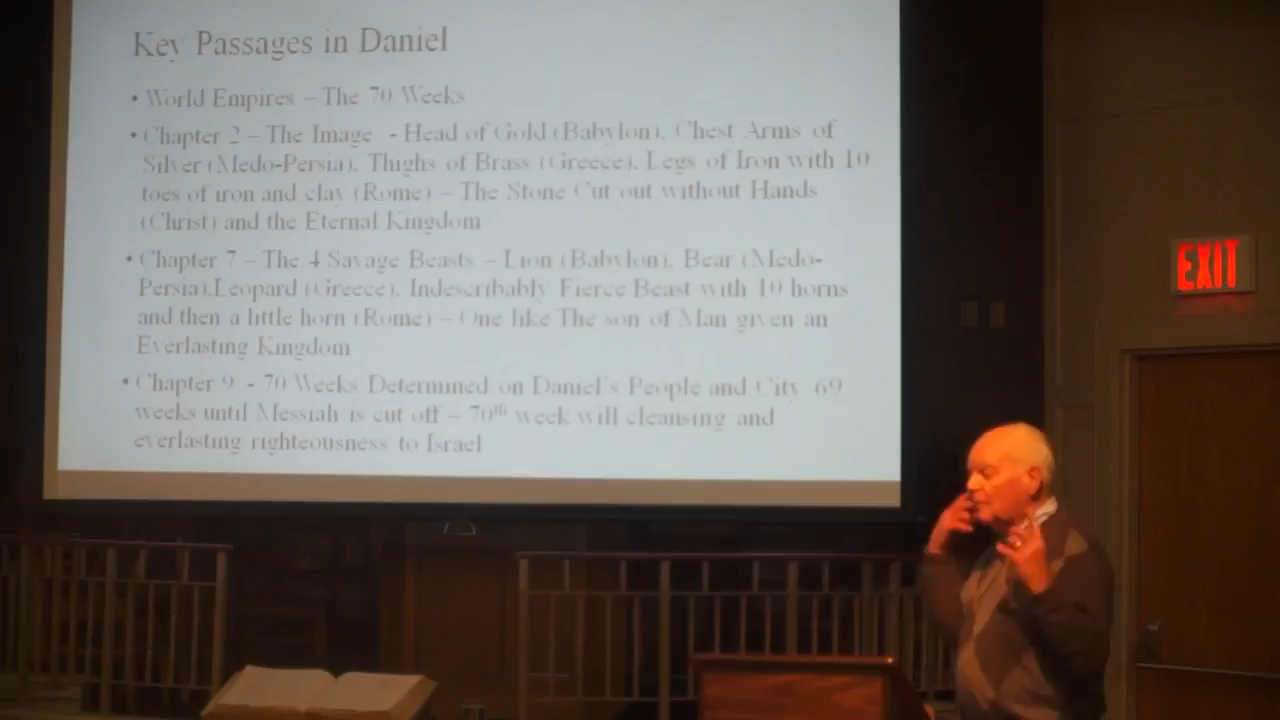 Key Passages in Daniel
• World Empires – The 70 Weeks
• Chapter 2 – The Image - Head of Gold (Babylon), Chest Arms of
Silver (Medo-Persia), Thighs of Brass (Greece), Legs of Iron with 10
toes of iron and clay (Rome) – The Stone Cut out without Hands
(Christ) and the Eternal Kingdom
• Chapter 7 – The 4 Savage Beasts – Lion (Babylon), Bear (Medo-
Persia),Leopard (Greece), Indescribably Fierce Beast with 10 horns
and then a little horn (Rome) – One like The son of Man given an
Everlasting Kingdom
• Chapter 9 - 70 Weeks Determined on Daniel's People and City, 69
weeks until Messiah is cut off – 70th week will cleansing and
everlasting righteousness to Israel
EXIT